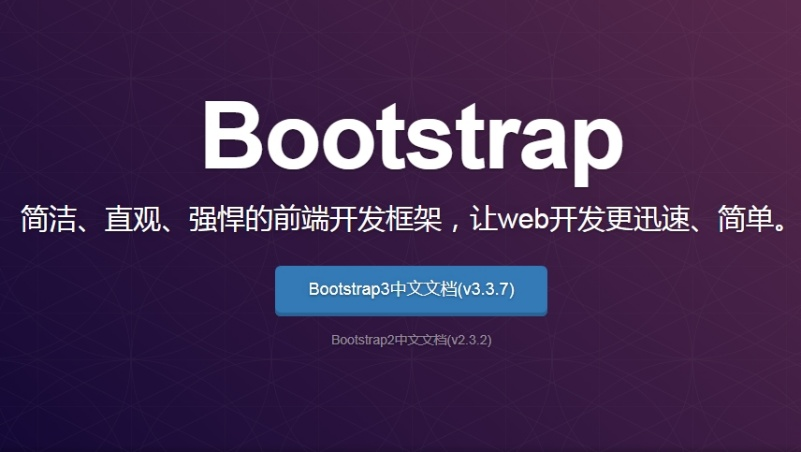 Bootstrap
简洁、直观、强悍的前端开发框架，让web开发更迅速、简单。
Bootstrap3中文文档(v3.3.7)
Bootstrap2中文文档(v2.3.2)